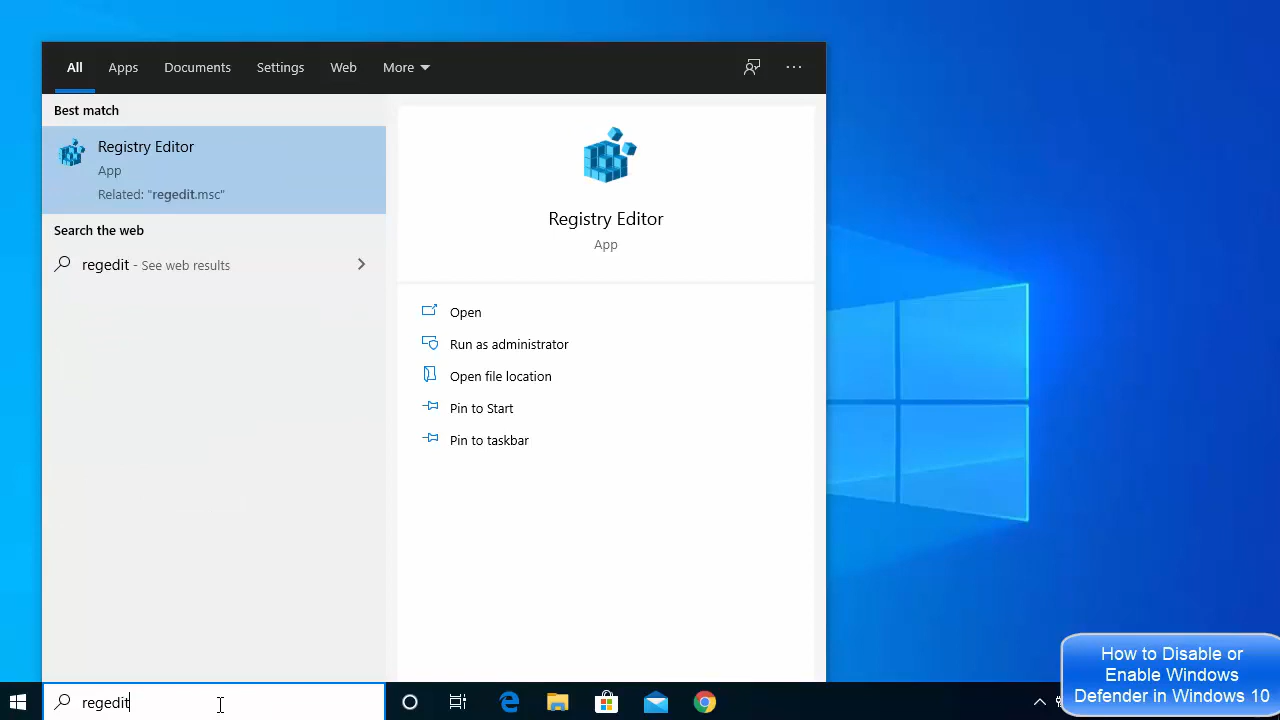 All Apps Documents Settings Web More
Best match
Registry Editor
App
Related: "regedit.msc"
Search the web
regedit - See web results
Registry Editor
App
Open
Run as administrator
Open file location
Pin to Start
Pin to taskbar
regedit
How to Disable or
Enable Windows
Defender in Windows 10